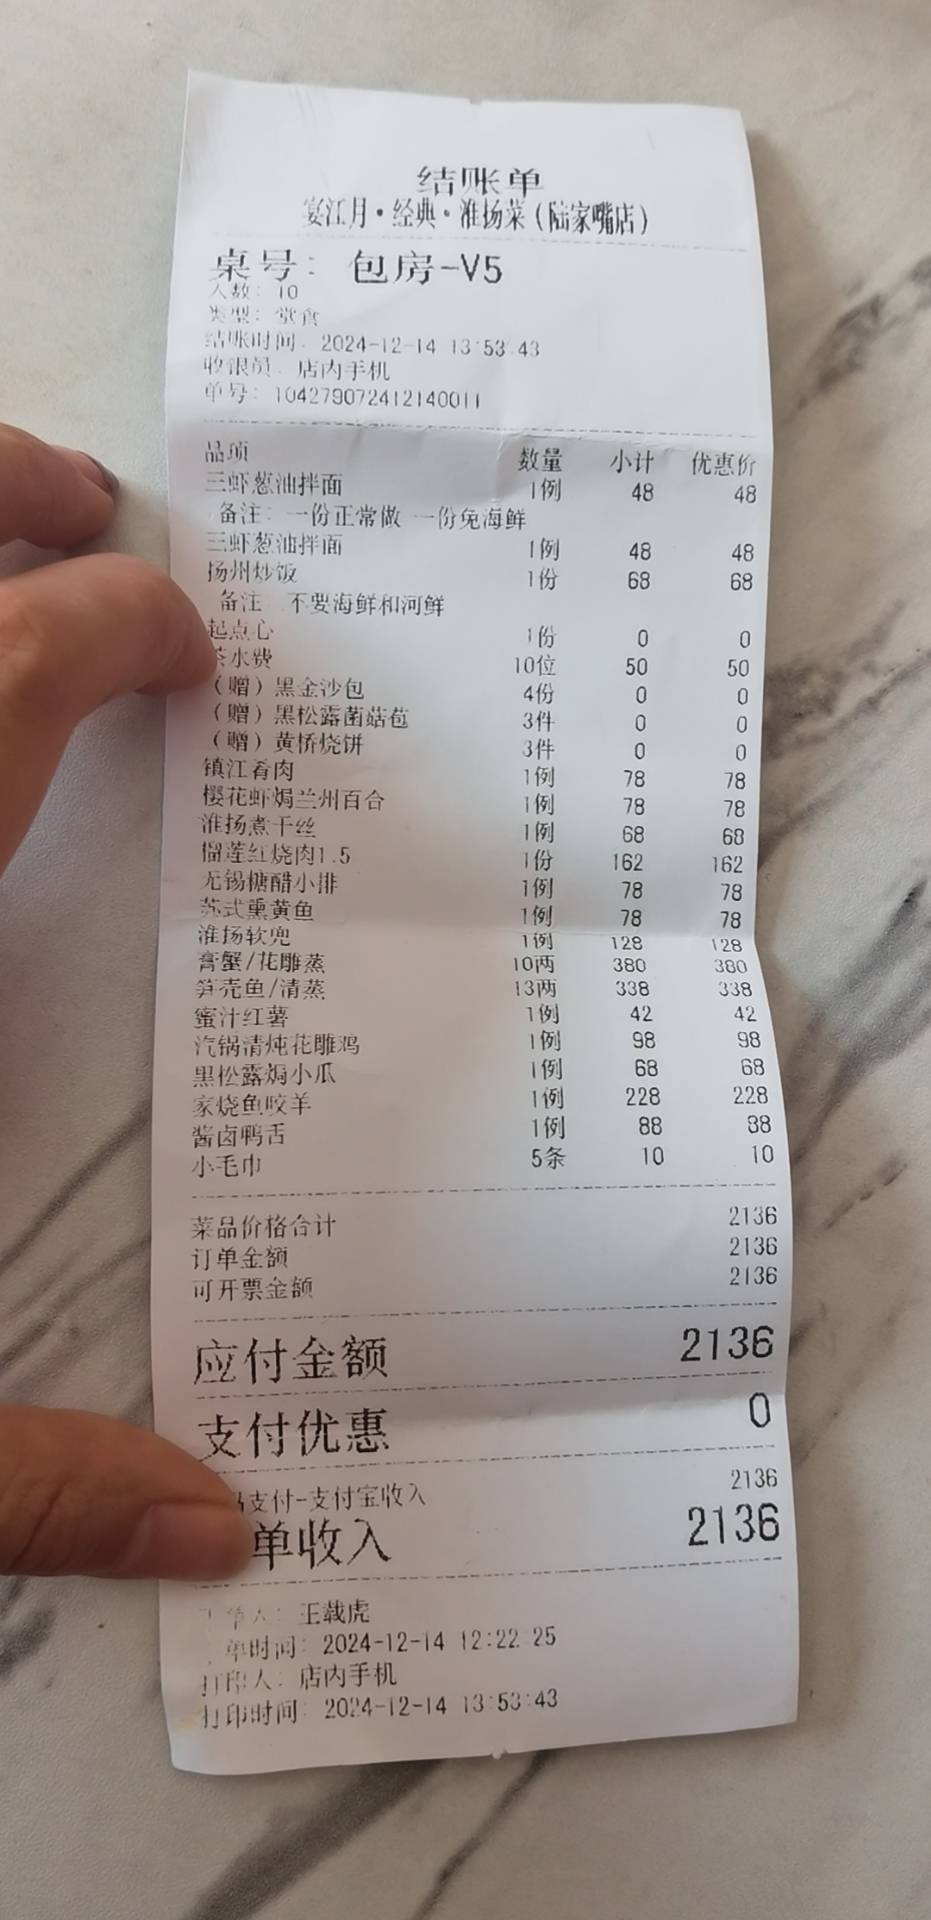 结账单
宴江月·经典·淮扬菜(陆家嘴店)
桌号: 包房-V5
人数: 10
类型: 堂食
结账时间: 2024-12-14 13:53:43
收银员: 店内手机
单号: 104279072412140011
品项 数量 小计 优惠价
三虾葱油拌面 1例 48 48
备注: 一份正常做 一份免海鲜
三虾葱油拌面 1例 48 48
扬州炒饭 1份 68 68
备注: 不要海鲜和河鲜
起点心 1份 0 0
茶水费 10位 50 50
(赠)黑金沙包 4份 0 0
(赠)黑松露菌菇包 3件 0 0
(赠)黄桥烧饼 3件 0 0
镇江肴肉 1例 78 78
樱花虾焗兰州百合 1例 78 78
淮扬煮干丝 1例 68 68
榴莲红烧肉1.5 1份 162 162
无锡糖醋小排 1例 78 78
苏式熏黄鱼 1例 78 78
淮扬软兜 1例 128 128
膏蟹/花雕蒸 10两 380 380
笋壳鱼/清蒸 13两 338 338
蜜汁红薯 1例 42 42
汽锅清炖花雕鸡 1例 98 98
黑松露焗小瓜 1例 68 68
家烧鱼咬羊 1例 228 228
酱卤鸭舌 1例 88 88
小毛巾 5条 10 10
菜品价格合计 2136
订单金额 2136
可开票金额 2136
应付金额 2136
支付优惠 0
支付-支付宝收入 2136
单收入 2136
单人: 王载虎
单时间: 2024-12-14 12:22:25
打印人: 店内手机
打印时间: 2024-12-14 13:53:43